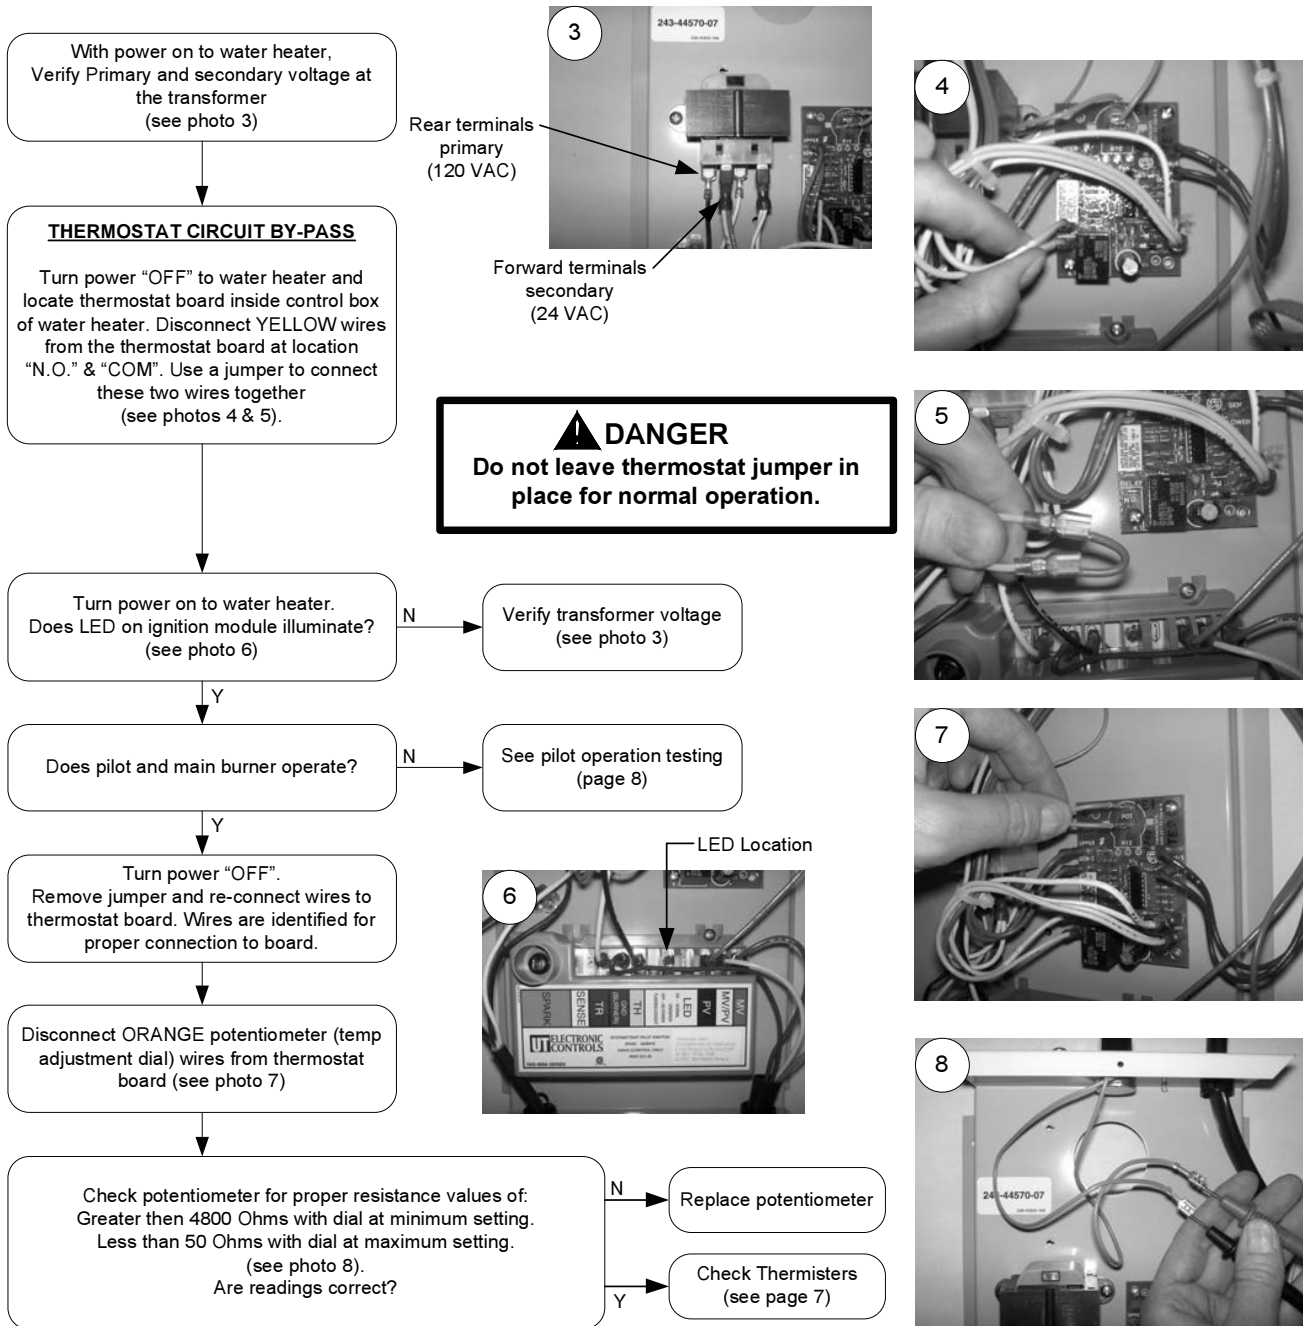 With power on to water heater,
Verify Primary and secondary voltage at
the transformer
(see photo 3)
THERMOSTAT CIRCUIT BY-PASS
Turn power “OFF” to water heater and
locate thermostat board inside control box
of water heater. Disconnect YELLOW wires
from the thermostat board at location
“N.O.” & “COM”. Use a jumper to connect
these two wires together
(see photos 4 & 5).
Turn power on to water heater.
Does LED on ignition module illuminate?
(see photo 6)
N
Verify transformer voltage
(see photo 3)
Y
Does pilot and main burner operate?
N
See pilot operation testing
(page 8)
Y
Turn power “OFF”.
Remove jumper and re-connect wires to
thermostat board. Wires are identified for
proper connection to board.
Disconnect ORANGE potentiometer (temp
adjustment dial) wires from thermostat
board (see photo 7)
Check potentiometer for proper resistance values of:
Greater then 4800 Ohms with dial at minimum setting.
Less than 50 Ohms with dial at maximum setting.
(see photo 8).
Are readings correct?
N
Replace potentiometer
Y
Check Thermisters
(see page 7)
3
243-44570-07
Rear terminals
primary
(120 VAC)
Forward terminals
secondary
(24 VAC)
DANGER
Do not leave thermostat jumper in
place for normal operation.
LED Location
6
SPARK
SENSE
TR
TH
LED
PV
MV/PV
MV
UT ELECTRONIC
CONTROLS
4
5
RELAY
N.O.
7
POT
8
44570-07